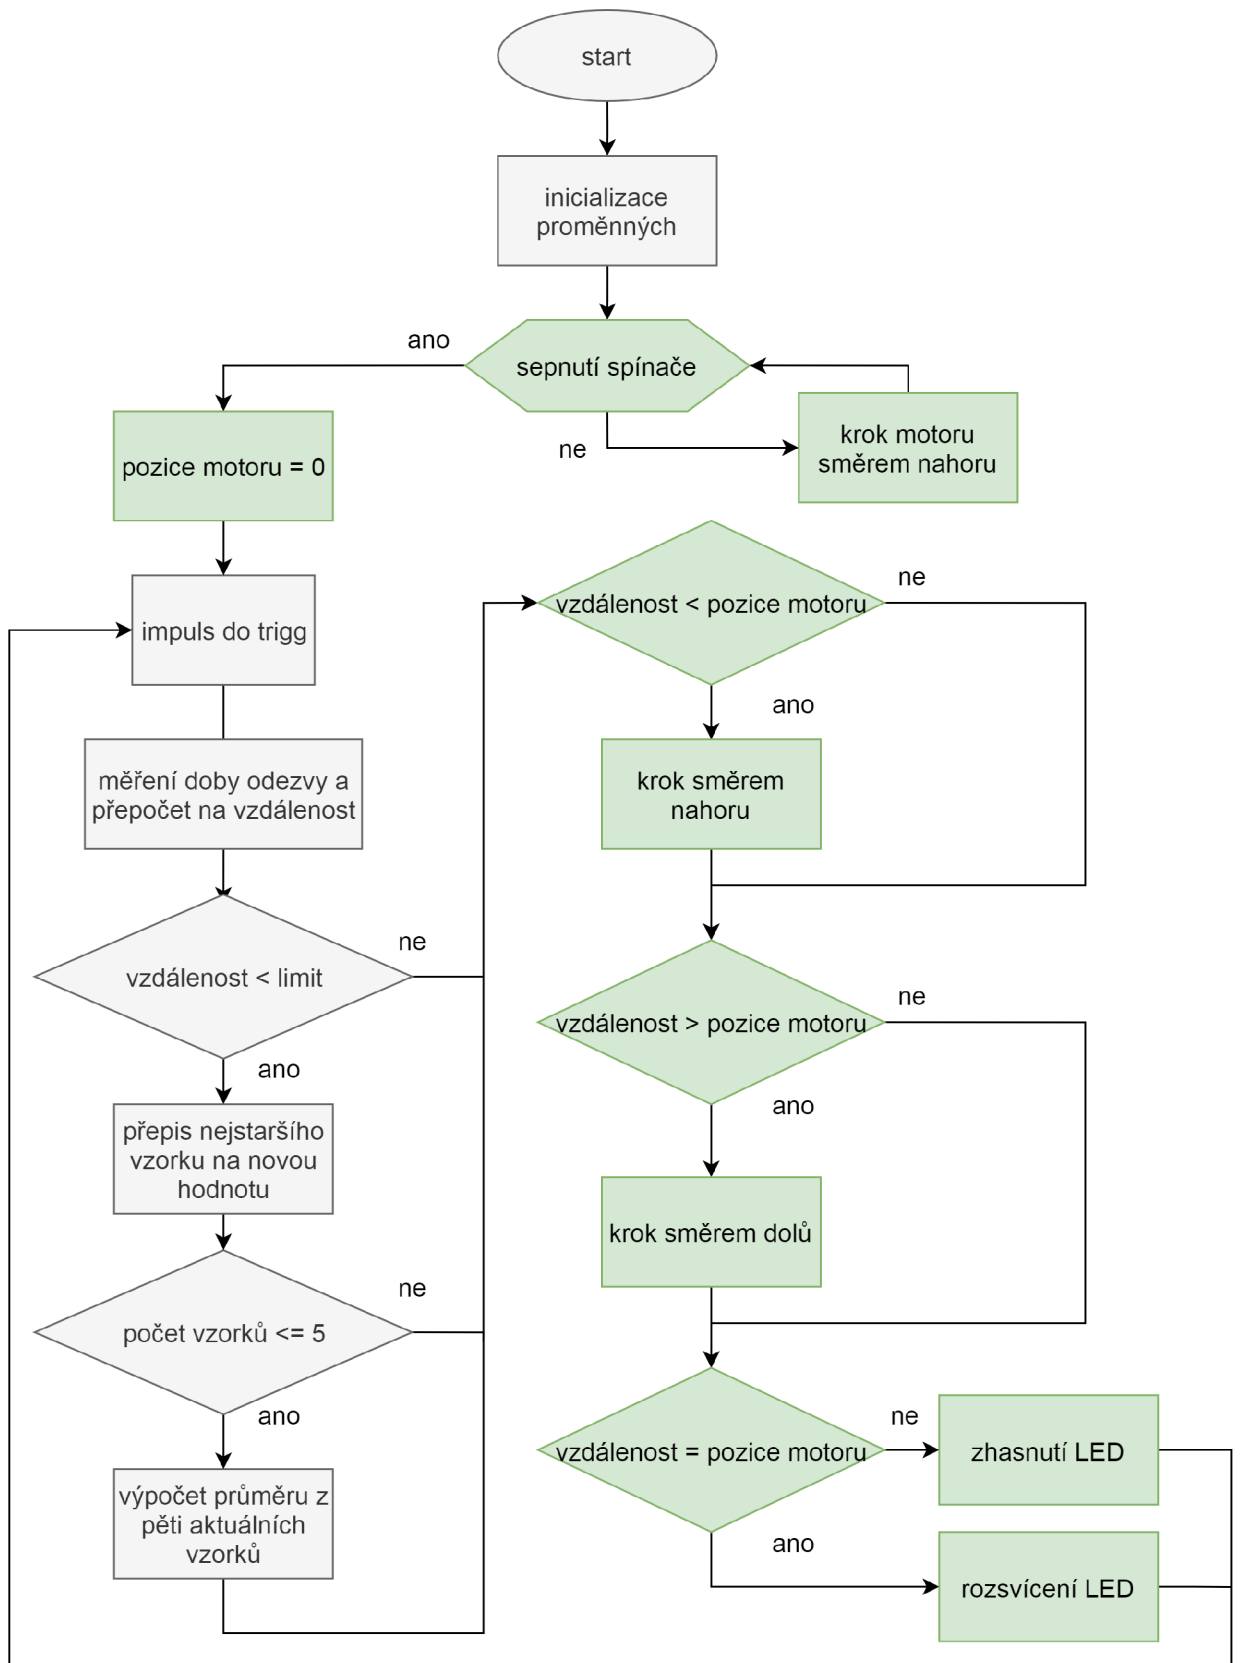 start
inicializace
proměnných
ano
sepnutí spínače
ne
krok motoru
směrem nahoru
pozice motoru = 0
impuls do trigg
měření doby odezvy a
přepočet na vzdálenost
vzdálenost < limit
ne
ano
přepis nejstaršího
vzorku na novou
hodnotu
počet vzorků <= 5
ne
ano
výpočet průměru z
pěti aktuálních
vzorků
vzdálenost < pozice motoru
ne
ano
krok směrem
nahoru
vzdálenost > pozice motoru
ne
ano
krok směrem dolů
vzdálenost = pozice motoru
ne
zhasnutí LED
ano
rozsvícení LED